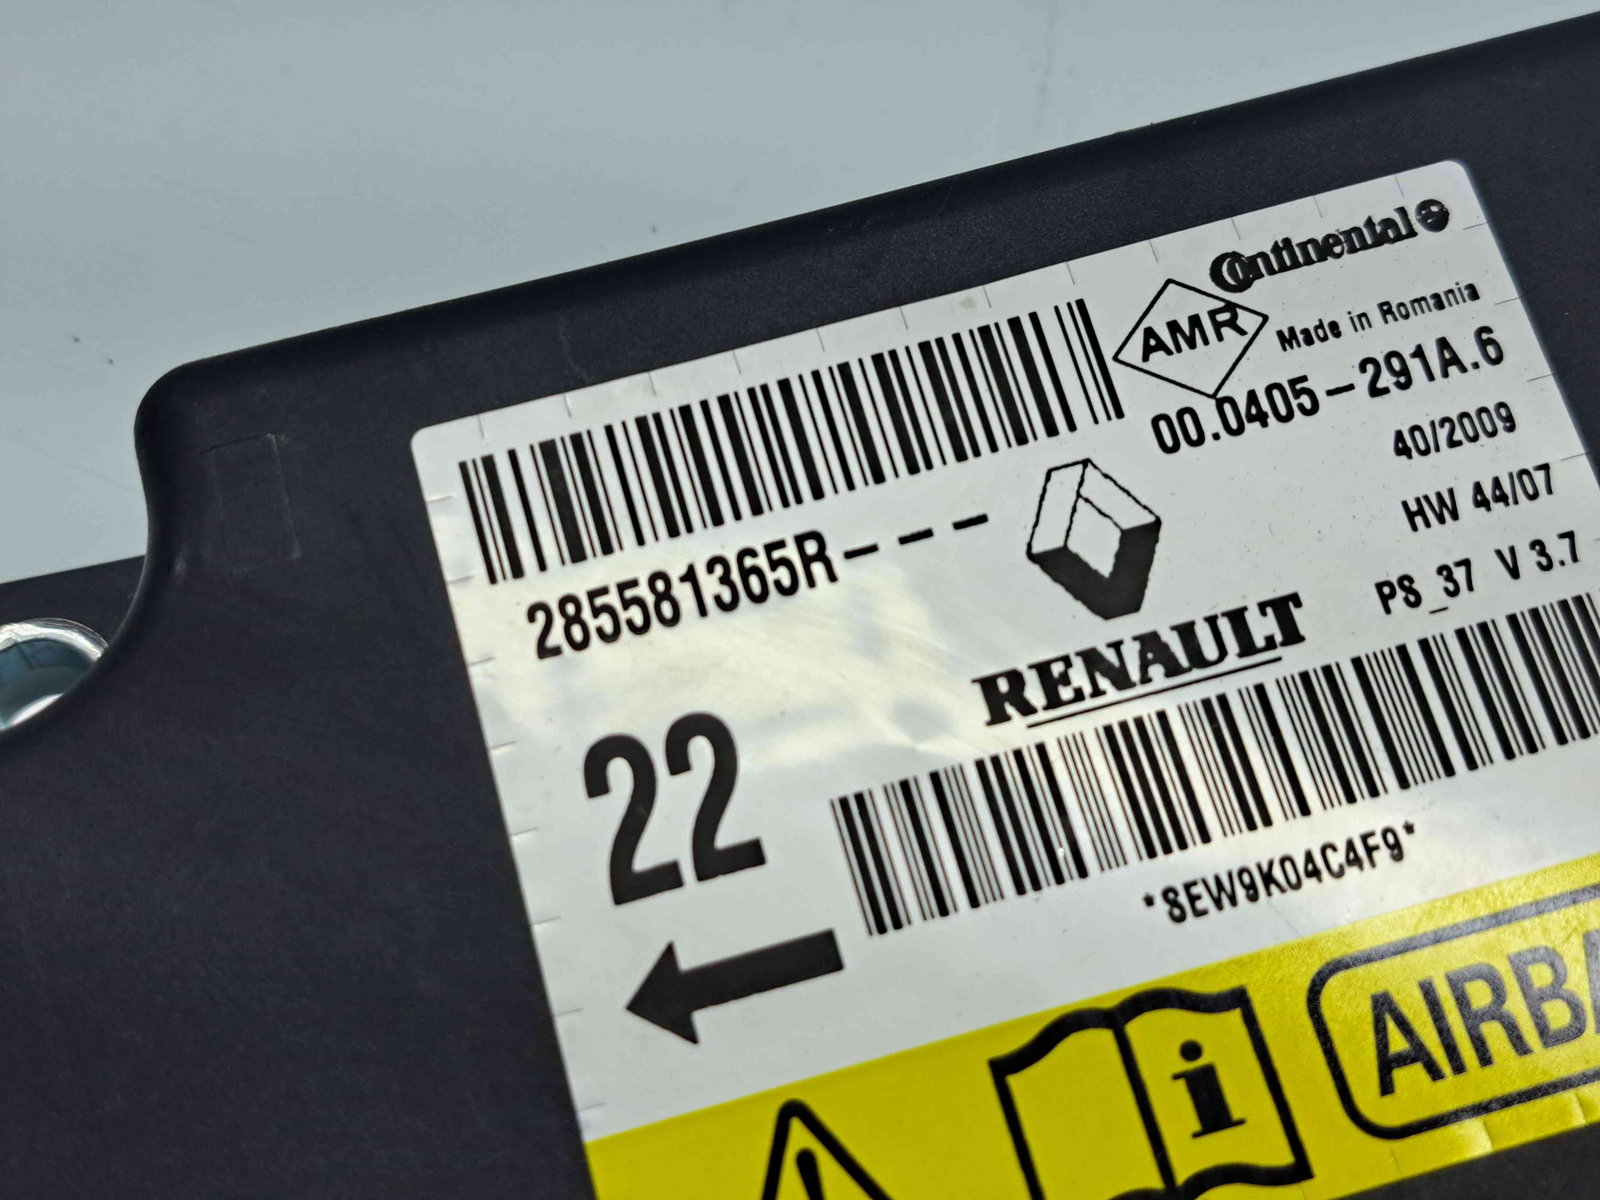 Continental
AMR
Made in Romania
00.0405-291A.6
40/2009
HW 44/07
PS_37 V 3.7
285581365R---
RENAULT
22
*8EW9K04C4F9*
i